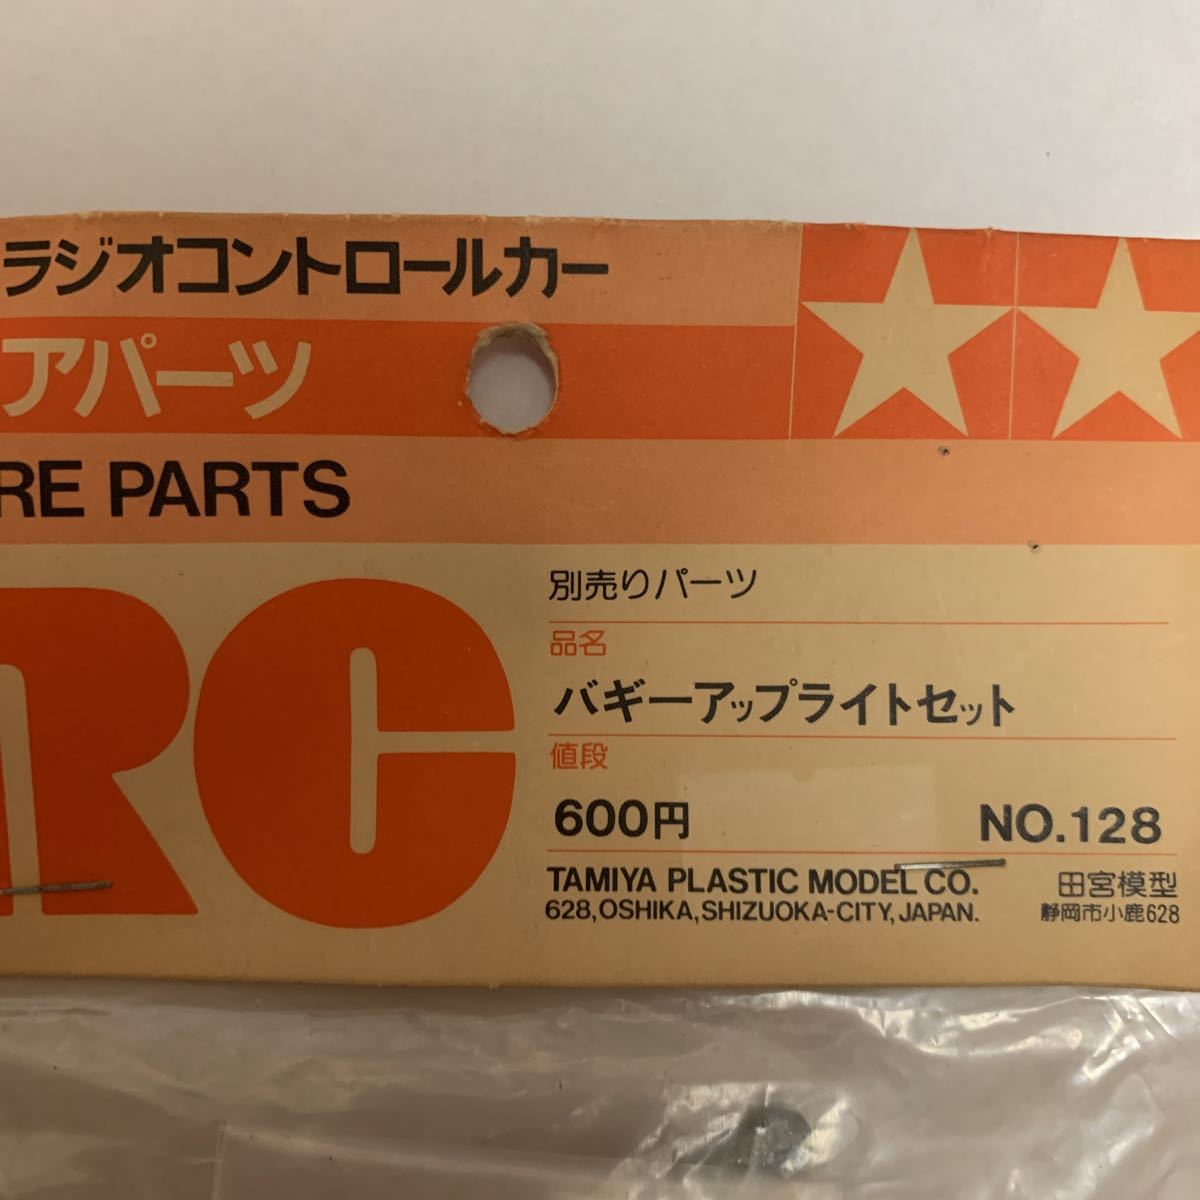 ラジオコントロールカー
アパーツ
RE PARTS
RC
別売りパーツ
品名
バギーアップライトセット
値段
600円 NO.128
TAMIYA PLASTIC MODEL CO. 田宮模型
628,OSHIKA,SHIZUOKA-CITY,JAPAN. 静岡市小鹿628